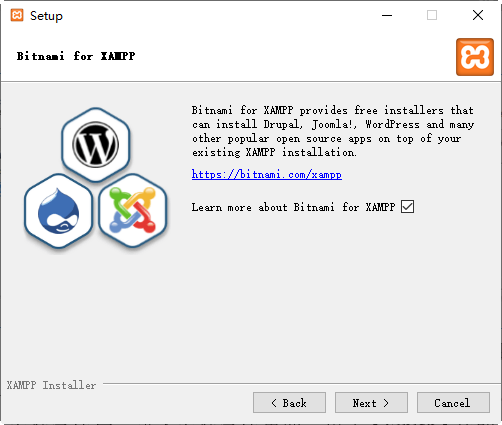 Setup
Bitnami for XAMPP
Bitnami for XAMPP provides free installers that
can install Drupal, Joomla!, WordPress and many
other popular open source apps on top of your
existing XAMPP installation.
https://bitnami.com/xampp
Learn more about Bitnami for XAMPP
XAMPP Installer
< Back
Next >
Cancel